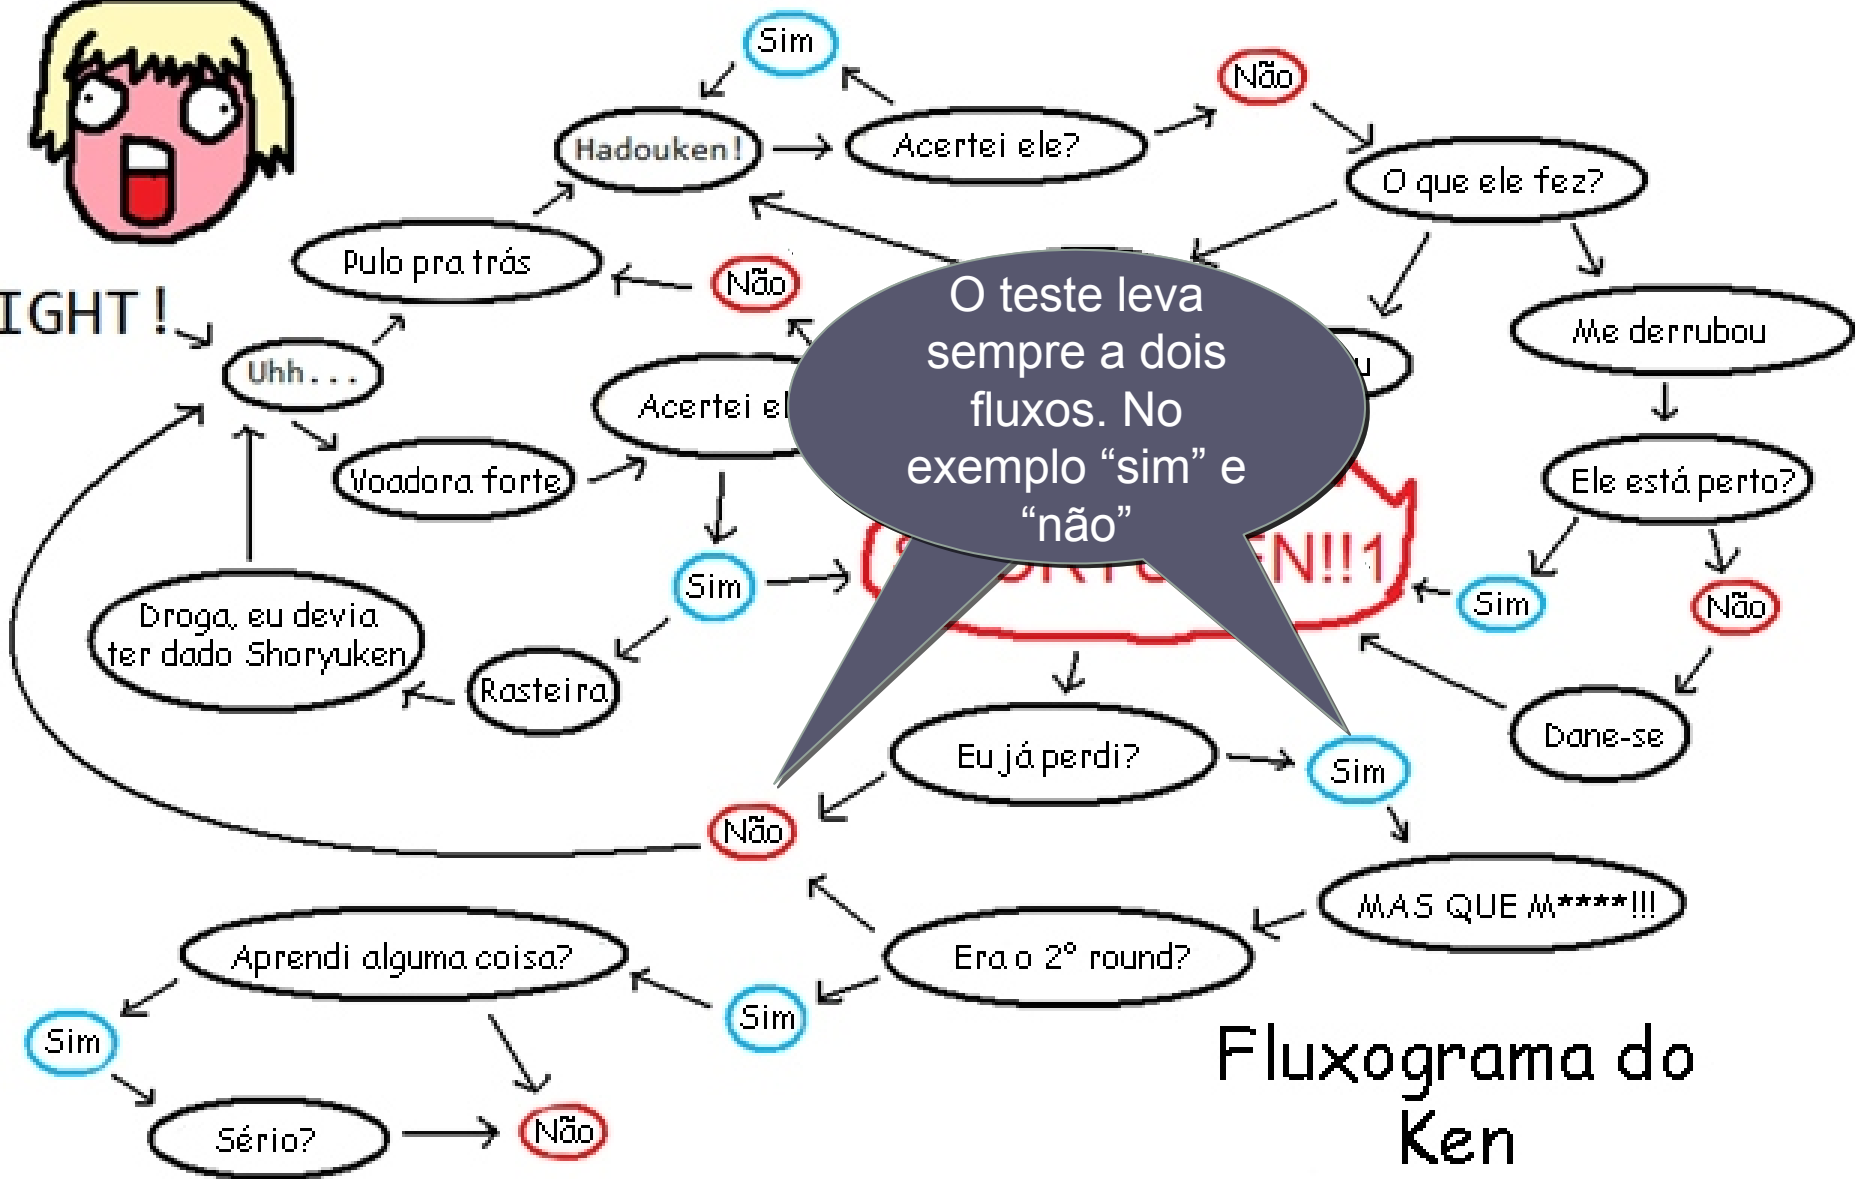 Sim
Não
Hadouken!
Acertei ele?
O que ele fez?
Pulo pra trás
Não
IGHT!
Uhh...
O teste leva
sempre a dois
fluxos. No
exemplo “sim” e
“não”
Me derrubou
Acertei el
u
Voadora forte
Ele está perto?
EN!!1
Sim
Sim
Não
Droga, eu devia
ter dado Shoryuken
Rasteira
Dane-se
Eu já perdi?
Sim
Não
MAS QUE M****!!!
Aprendi alguma coisa?
Era o 2º round?
Sim
Sim
Sério?
Não
Fluxograma do
Ken